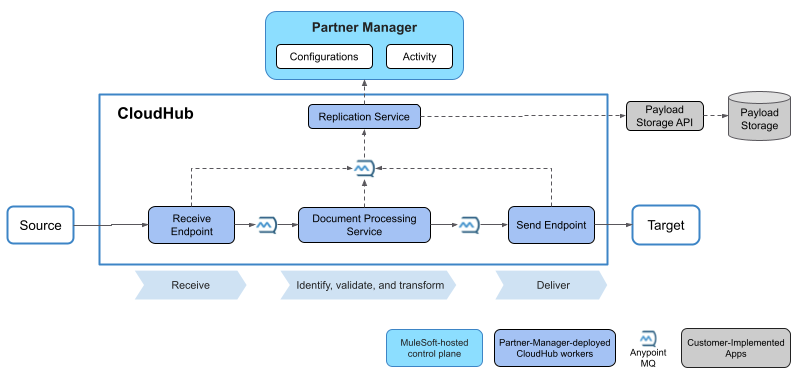 Partner Manager
Configurations
Activity
CloudHub
Replication Service
Payload
Storage API
Payload
Storage
Source
Receive
Endpoint
Document Processing
Service
Send Endpoint
Target
Receive
Identify, validate, and transform
Deliver
MuleSoft-hosted
control plane
Partner-Manager-deployed
CloudHub workers
Anypoint
MQ
Customer-Implemented
Apps